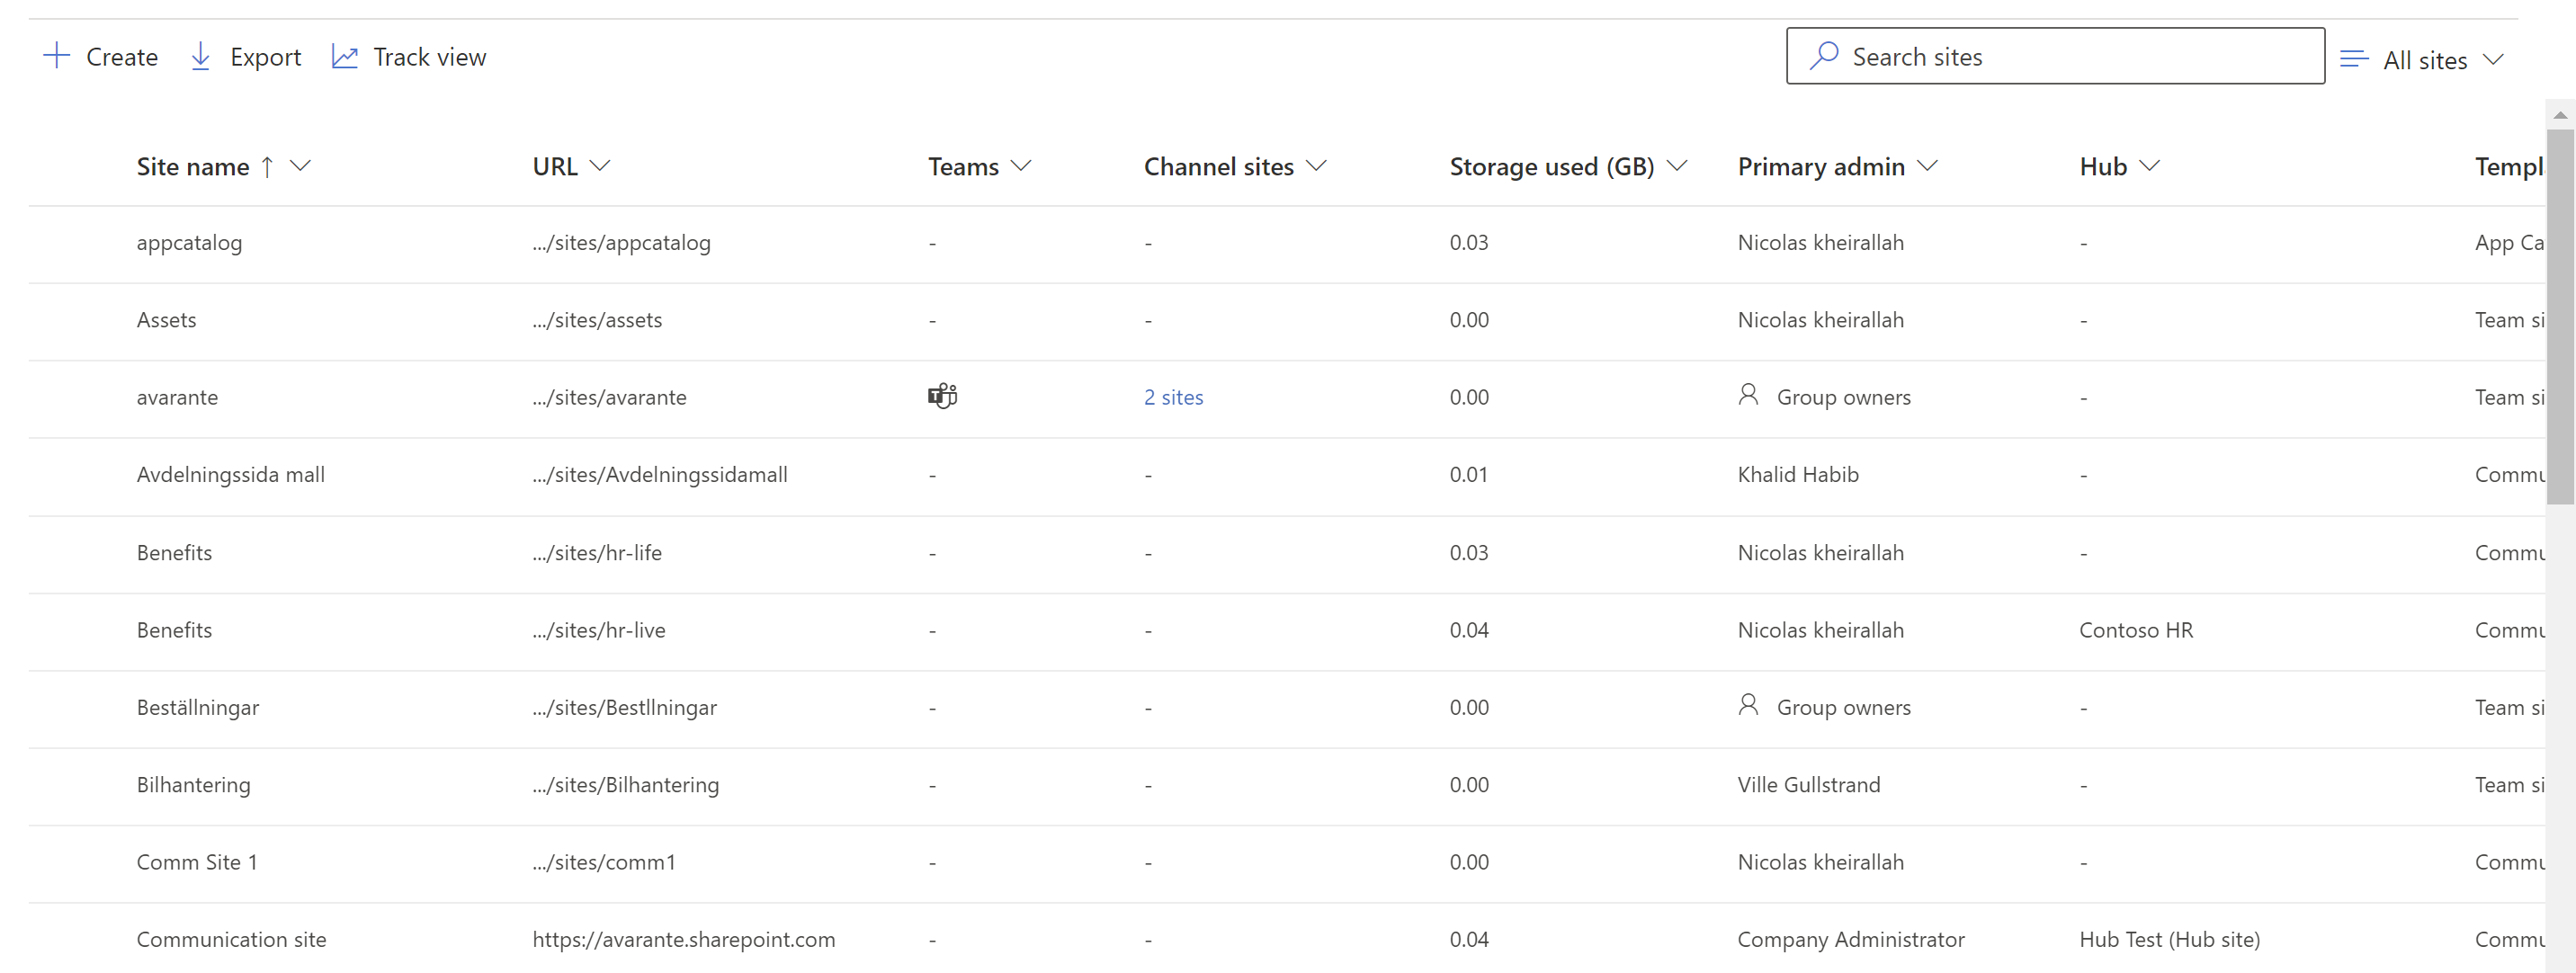 Create Export Track view Search sites All sites
Site name ↑ URL Teams Channel sites Storage used (GB) Primary admin Hub Templ
appcatalog .../sites/appcatalog - - 0.03 Nicolas kheirallah - App Ca
Assets .../sites/assets - - 0.00 Nicolas kheirallah - Team si
avarante .../sites/avarante T 2 sites 0.00 Group owners - Team si
Avdelningssida mall .../sites/Avdelningssidamall - - 0.01 Khalid Habib - Commu
Benefits .../sites/hr-life - - 0.03 Nicolas kheirallah - Commu
Benefits .../sites/hr-live - - 0.04 Nicolas kheirallah Contoso HR Commu
Beställningar .../sites/Bestllningar - - 0.00 Group owners - Team si
Bilhantering .../sites/Bilhantering - - 0.00 Ville Gullstrand - Team si
Comm Site 1 .../sites/comm1 - - 0.00 Nicolas kheirallah - Commu
Communication site https://avarante.sharepoint.com - - 0.04 Company Administrator Hub Test (Hub site) Commu